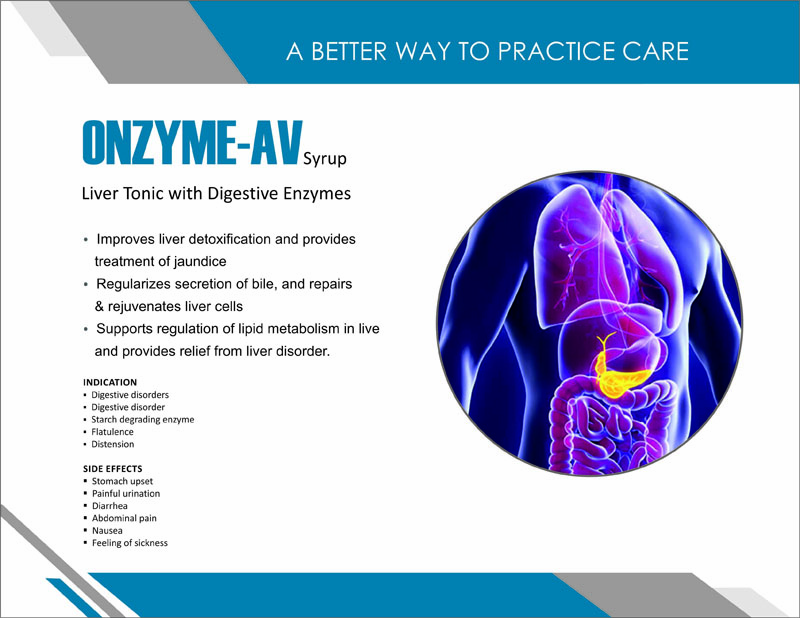 A BETTER WAY TO PRACTICE CARE
ONZYME-AV Syrup
Liver Tonic with Digestive Enzymes
• Improves liver detoxification and provides
treatment of jaundice
• Regularizes secretion of bile, and repairs
& rejuvenates liver cells
• Supports regulation of lipid metabolism in live
and provides relief from liver disorder.
INDICATION
▪ Digestive disorders
▪ Digestive disorder
▪ Starch degrading enzyme
▪ Flatulence
▪ Distension
SIDE EFFECTS
▪ Stomach upset
▪ Painful urination
▪ Diarrhea
▪ Abdominal pain
▪ Nausea
▪ Feeling of sickness